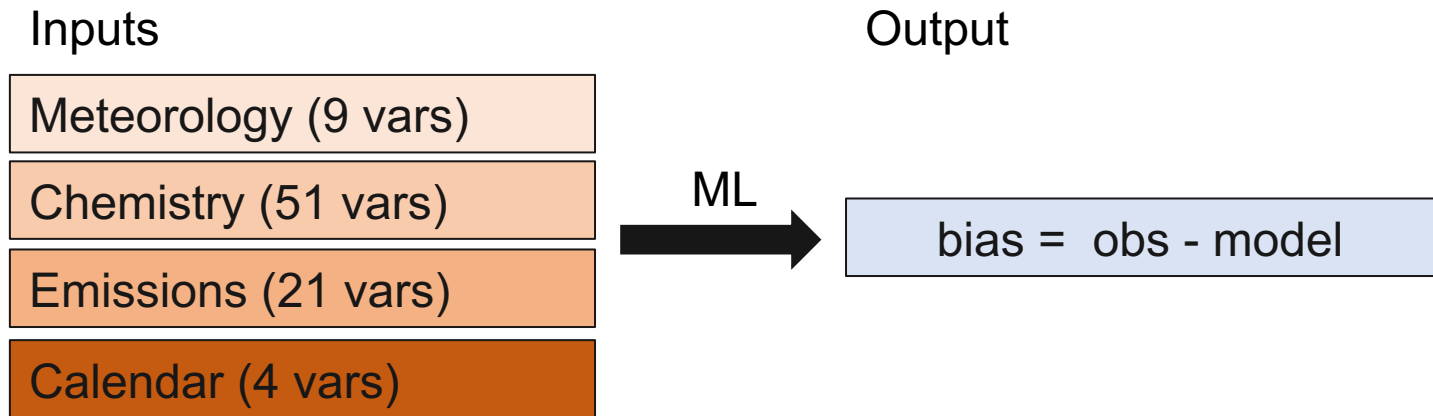 Inputs
Output
Meteorology (9 vars)
Chemistry (51 vars)
Emissions (21 vars)
Calendar (4 vars)
ML
bias = obs - model